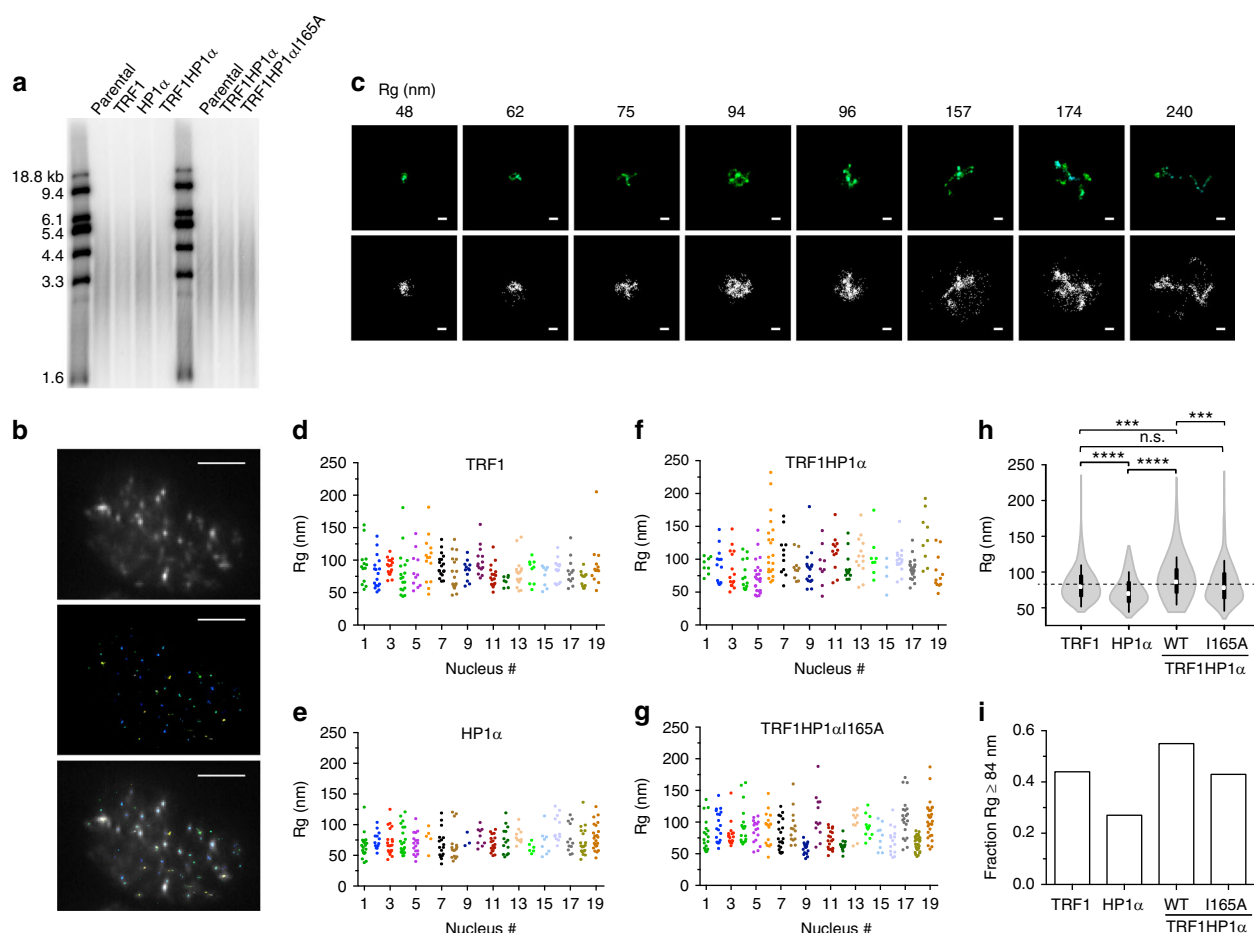 a
Parental
TRF1
HP1α
TRF1HP1α
Parental
TRF1HP1α
TRF1HP1αI165A
18.8 kb
9.4
6.1
5.4
4.4
3.3
1.6
b
c
Rg (nm)
48 62 75 94 96 157 174 240
d
TRF1
Rg (nm)
250
200
150
100
50
0
1 3 5 7 9 11 13 15 17 19
Nucleus #
e
HP1α
Rg (nm)
250
200
150
100
50
0
1 3 5 7 9 11 13 15 17 19
Nucleus #
f
TRF1HP1α
Rg (nm)
250
200
150
100
50
0
1 3 5 7 9 11 13 15 17 19
Nucleus #
g
TRF1HP1αI165A
Rg (nm)
250
200
150
100
50
0
1 3 5 7 9 11 13 15 17 19
Nucleus #
h
*** ***
n.s.
**** ****
Rg (nm)
250
200
150
100
50
TRF1 HP1α WT I165A
TRF1HP1α
i
Fraction Rg ≥ 84 nm
0.6
0.4
0.2
0.0
TRF1 HP1α WT I165A
TRF1HP1α